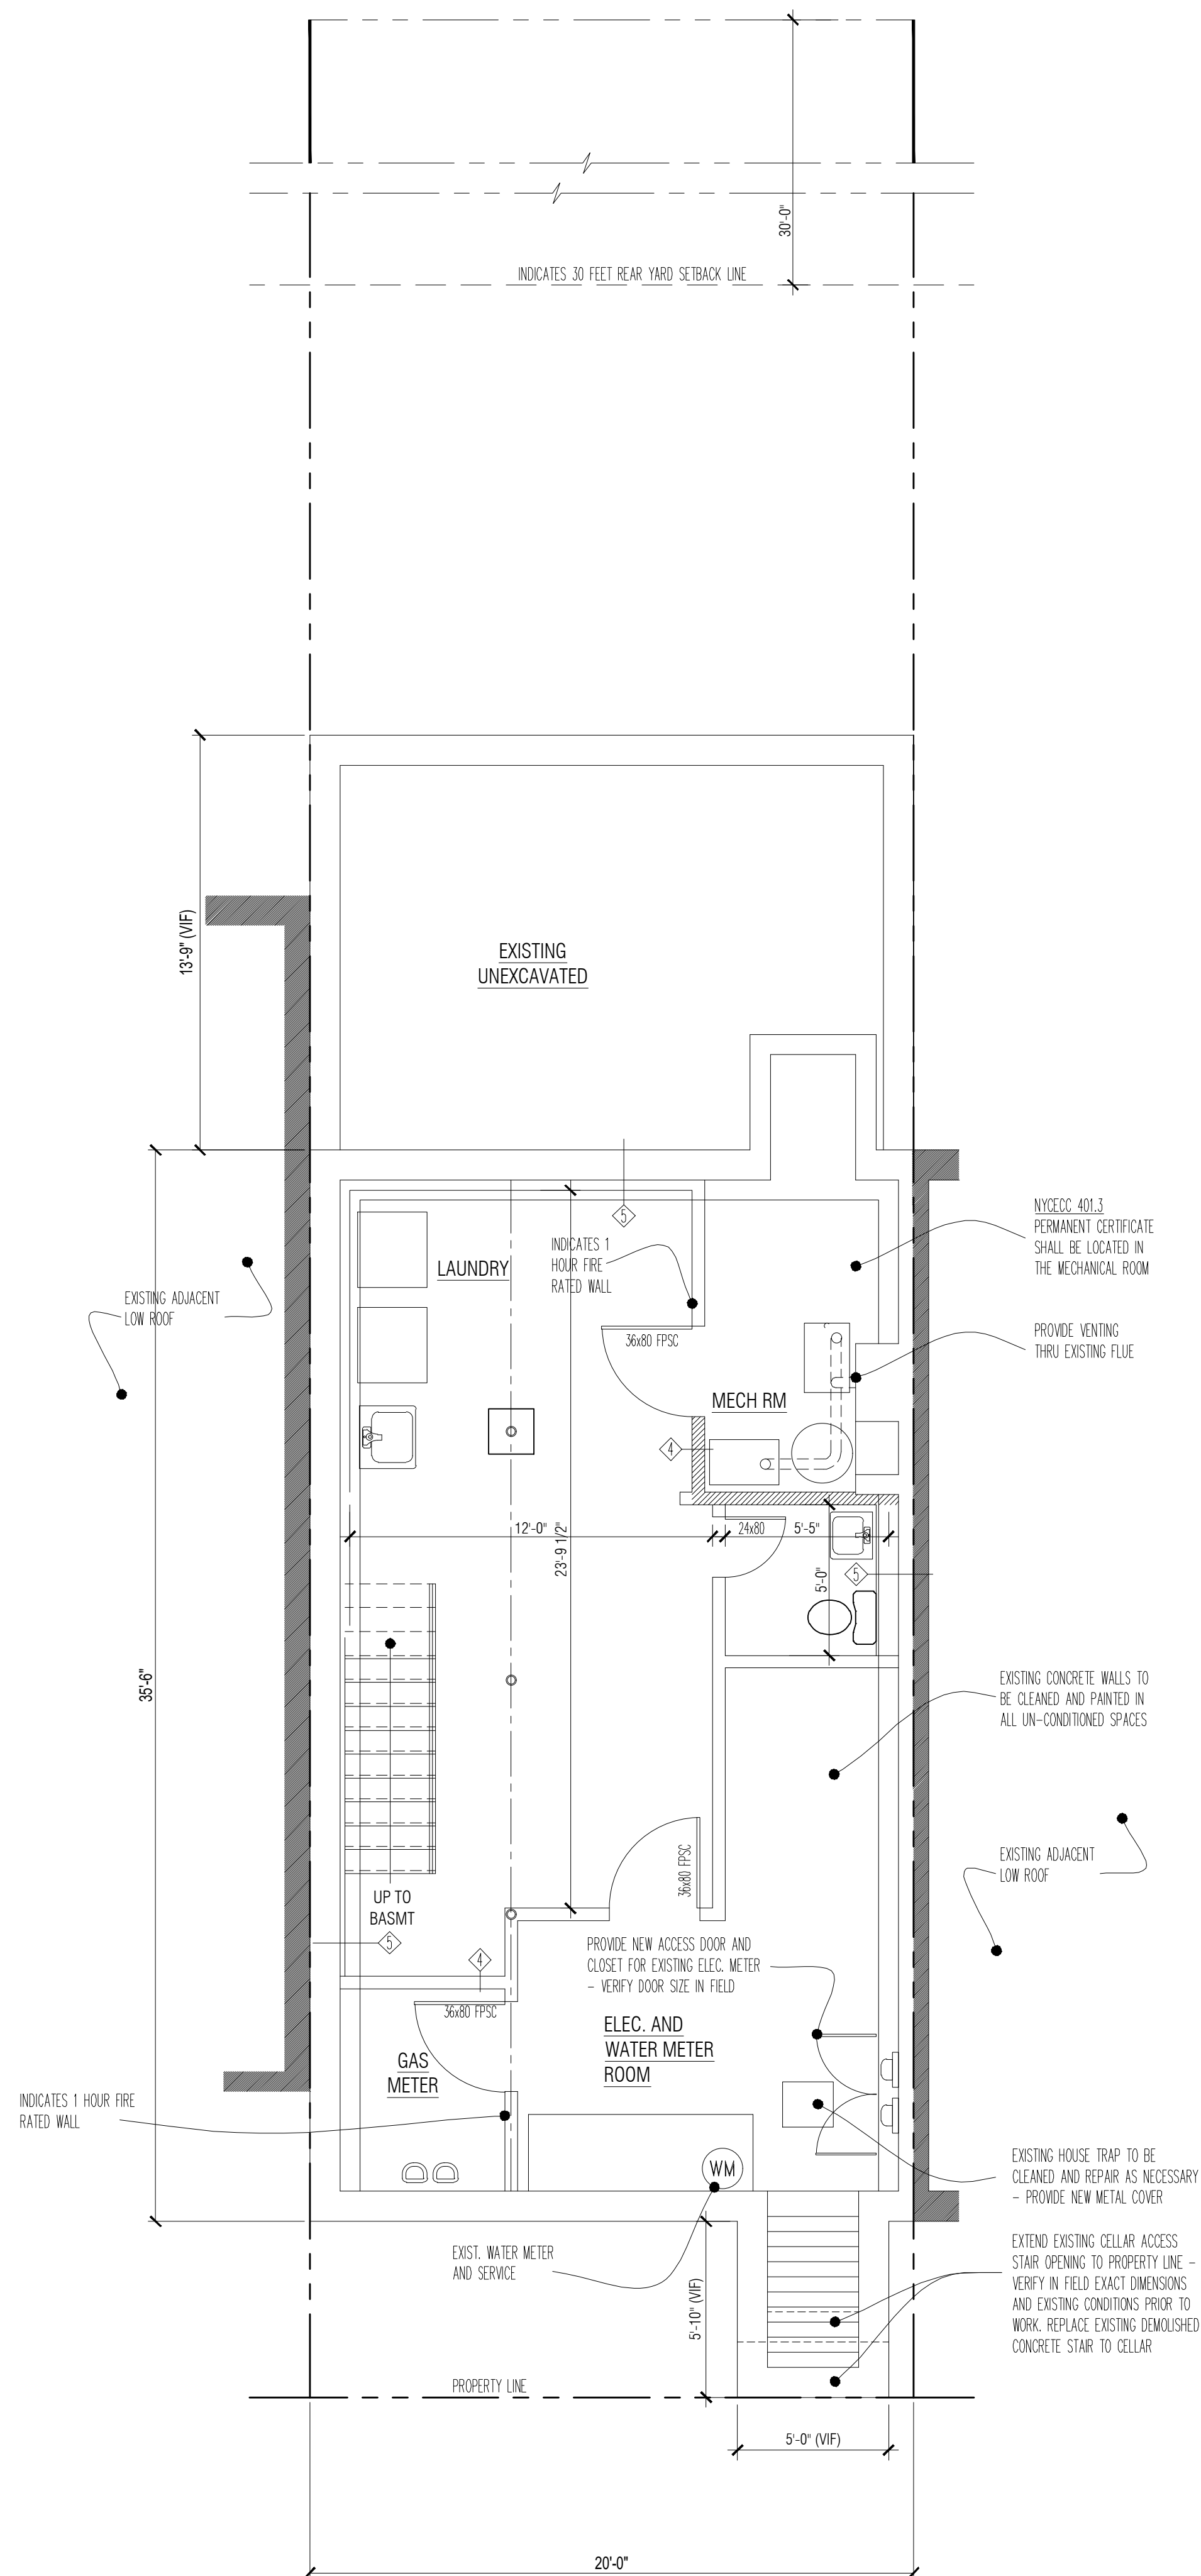 30'-0"
INDICATES 30 FEET REAR YARD SETBACK LINE
13'-9" (VIF)
EXISTING
UNEXCAVATED
5
INDICATES 1
HOUR FIRE
RATED WALL
LAUNDRY
36x80 FPSC
NYCECC 401.3
PERMANENT CERTIFICATE
SHALL BE LOCATED IN
THE MECHANICAL ROOM
EXISTING ADJACENT
LOW ROOF
PROVIDE VENTING
THRU EXISTING FLUE
MECH RM
4
12'-0"
23'-9 1/2"
24x80
5'-5"
5'-0"
5
35'-6"
EXISTING CONCRETE WALLS TO
BE CLEANED AND PAINTED IN
ALL UN-CONDITIONED SPACES
EXISTING ADJACENT
LOW ROOF
36x80 FPSC
UP TO
BASMT
5
4
PROVIDE NEW ACCESS DOOR AND
CLOSET FOR EXISTING ELEC. METER
- VERIFY DOOR SIZE IN FIELD
36x80 FPSC
ELEC. AND
WATER METER
ROOM
GAS
METER
INDICATES 1 HOUR FIRE
RATED WALL
WM
EXISTING HOUSE TRAP TO BE
CLEANED AND REPAIR AS NECESSARY
- PROVIDE NEW METAL COVER
EXIST. WATER METER
AND SERVICE
EXTEND EXISTING CELLAR ACCESS
STAIR OPENING TO PROPERTY LINE -
VERIFY IN FIELD EXACT DIMENSIONS
AND EXISTING CONDITIONS PRIOR TO
WORK. REPLACE EXISTING DEMOLISHED
CONCRETE STAIR TO CELLAR
5'-10" (VIF)
PROPERTY LINE
5'-0" (VIF)
20'-0"